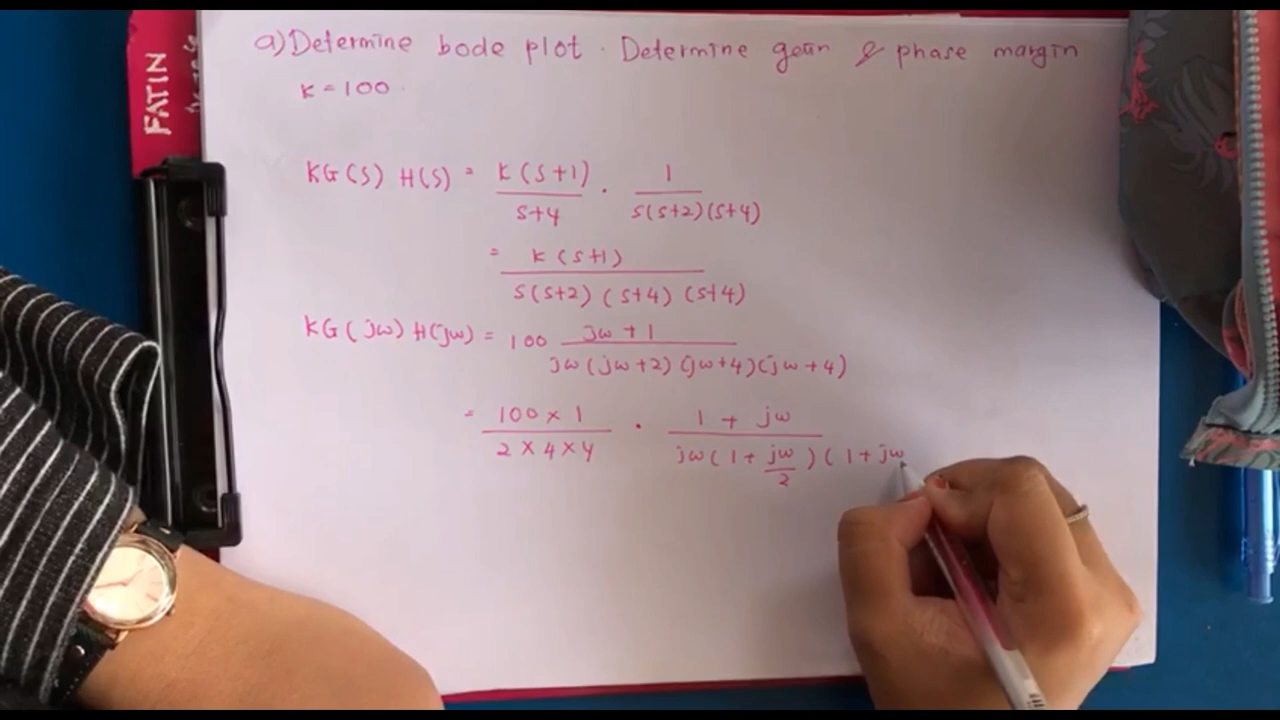 a) Determine bode plot. Determine gain & phase margin
K = 100
KG(s) H(s) = K(s+1)/(s+4) . 1/(s(s+2)(s+4))
= K(s+1)/(s(s+2)(s+4)(s+4))
KG(jω) H(jω) = 100 (jω + 1)/(jω(jω+2)(jω+4)(jω+4))
= (100 × 1)/(2 × 4 × 4) . (1 + jω)/(jω(1 + jω/2)(1 + jω
FATIN